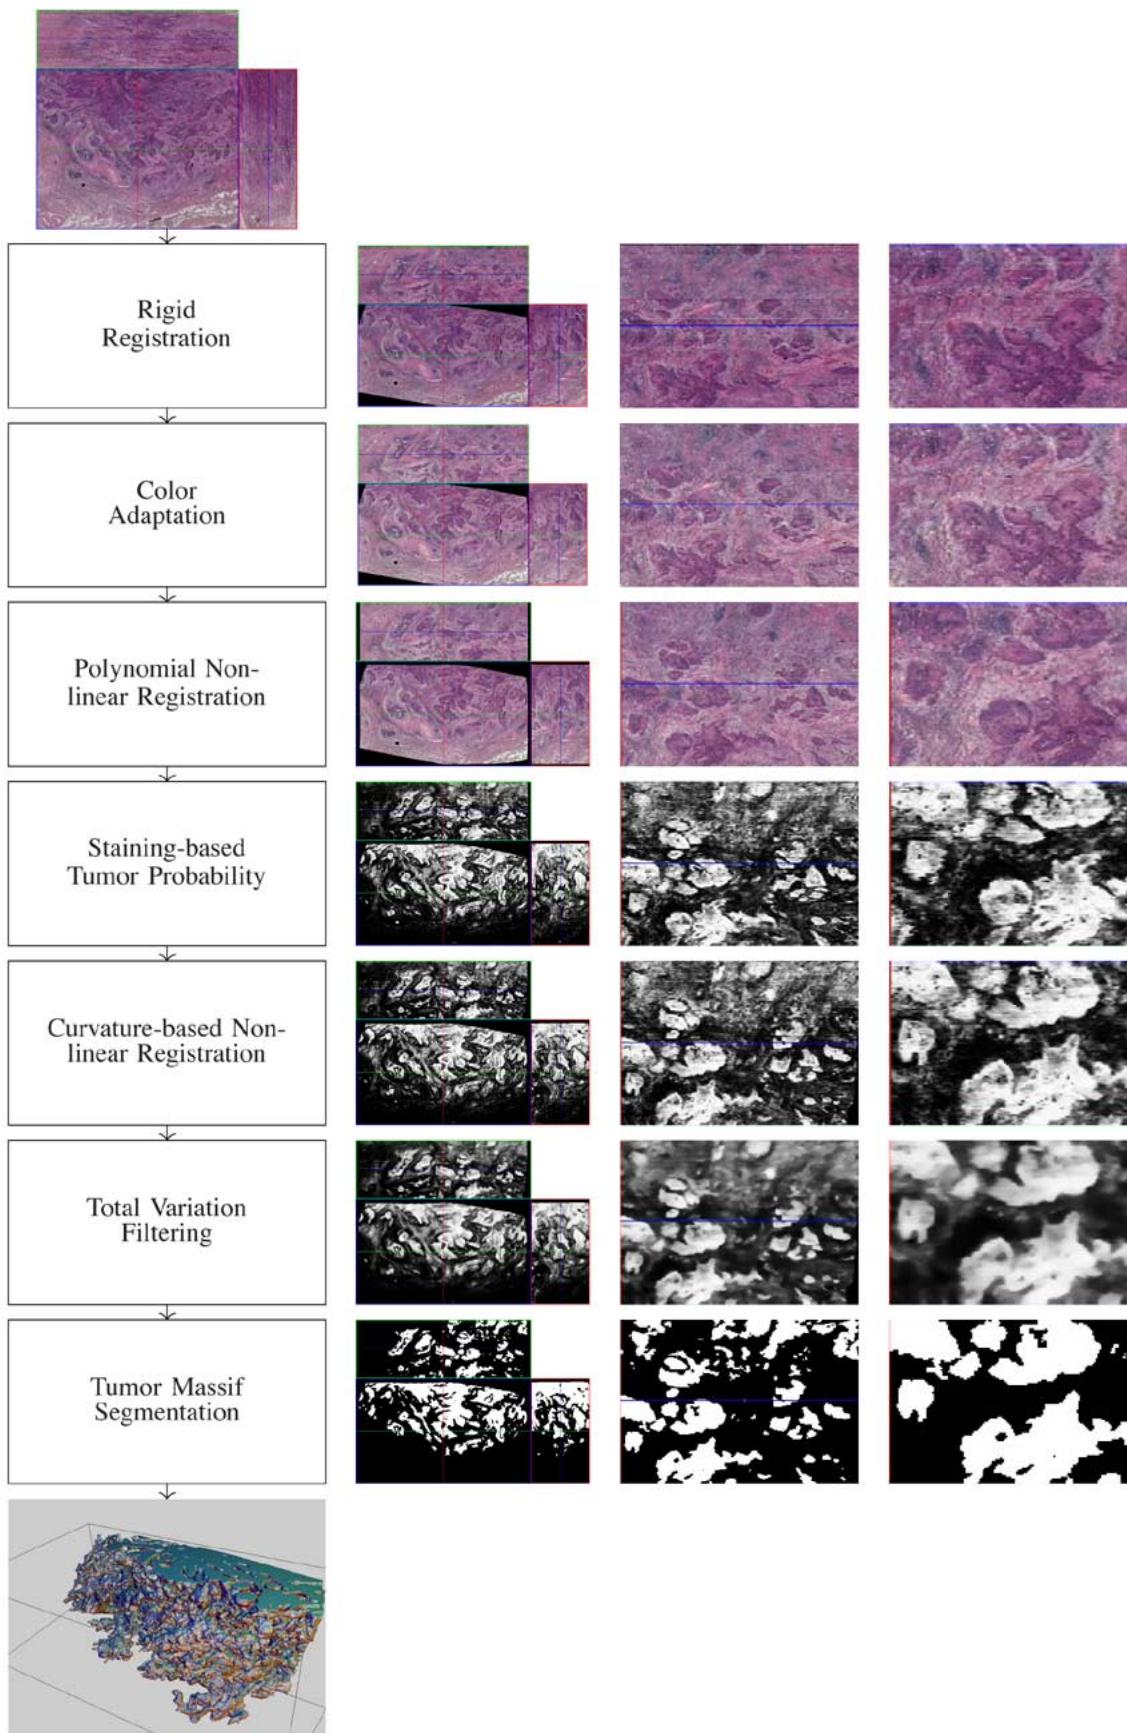 Rigid
Registration
Color
Adaptation
Polynomial Non-
linear Registration
Staining-based
Tumor Probability
Curvature-based Non-
linear Registration
Total Variation
Filtering
Tumor Massif
Segmentation